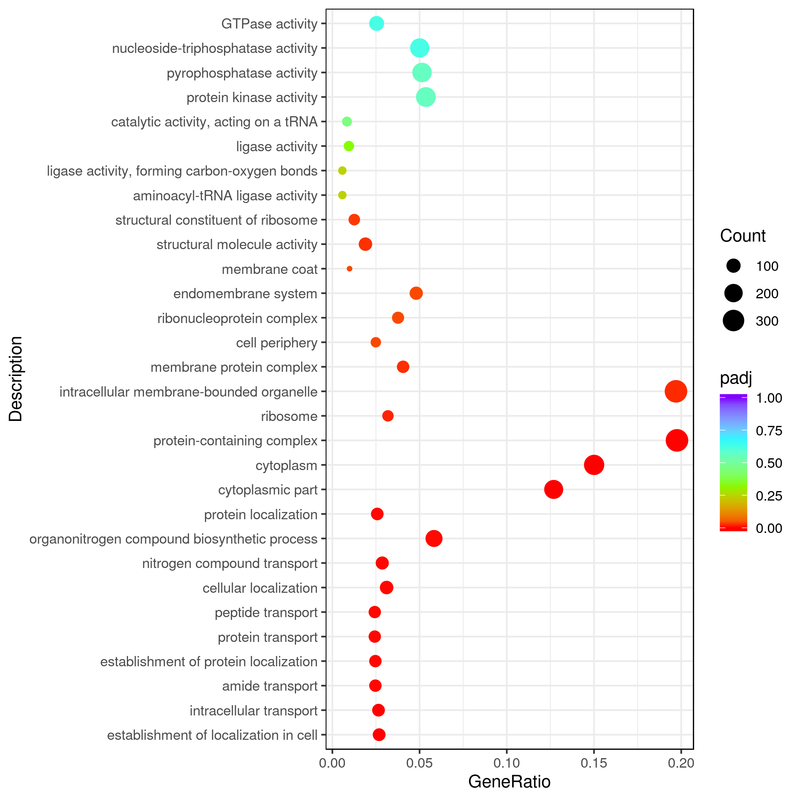 GTPase activity
nucleoside-triphosphatase activity
pyrophosphatase activity
protein kinase activity
catalytic activity, acting on a tRNA
ligase activity
ligase activity, forming carbon-oxygen bonds
aminoacyl-tRNA ligase activity
structural constituent of ribosome
structural molecule activity
membrane coat
endomembrane system
ribonucleoprotein complex
cell periphery
membrane protein complex
intracellular membrane-bounded organelle
ribosome
protein-containing complex
cytoplasm
cytoplasmic part
protein localization
organonitrogen compound biosynthetic process
nitrogen compound transport
cellular localization
peptide transport
protein transport
establishment of protein localization
amide transport
intracellular transport
establishment of localization in cell
Description
0.00 0.05 0.10 0.15 0.20
GeneRatio
Count
100
200
300
padj
1.00
0.75
0.50
0.25
0.00